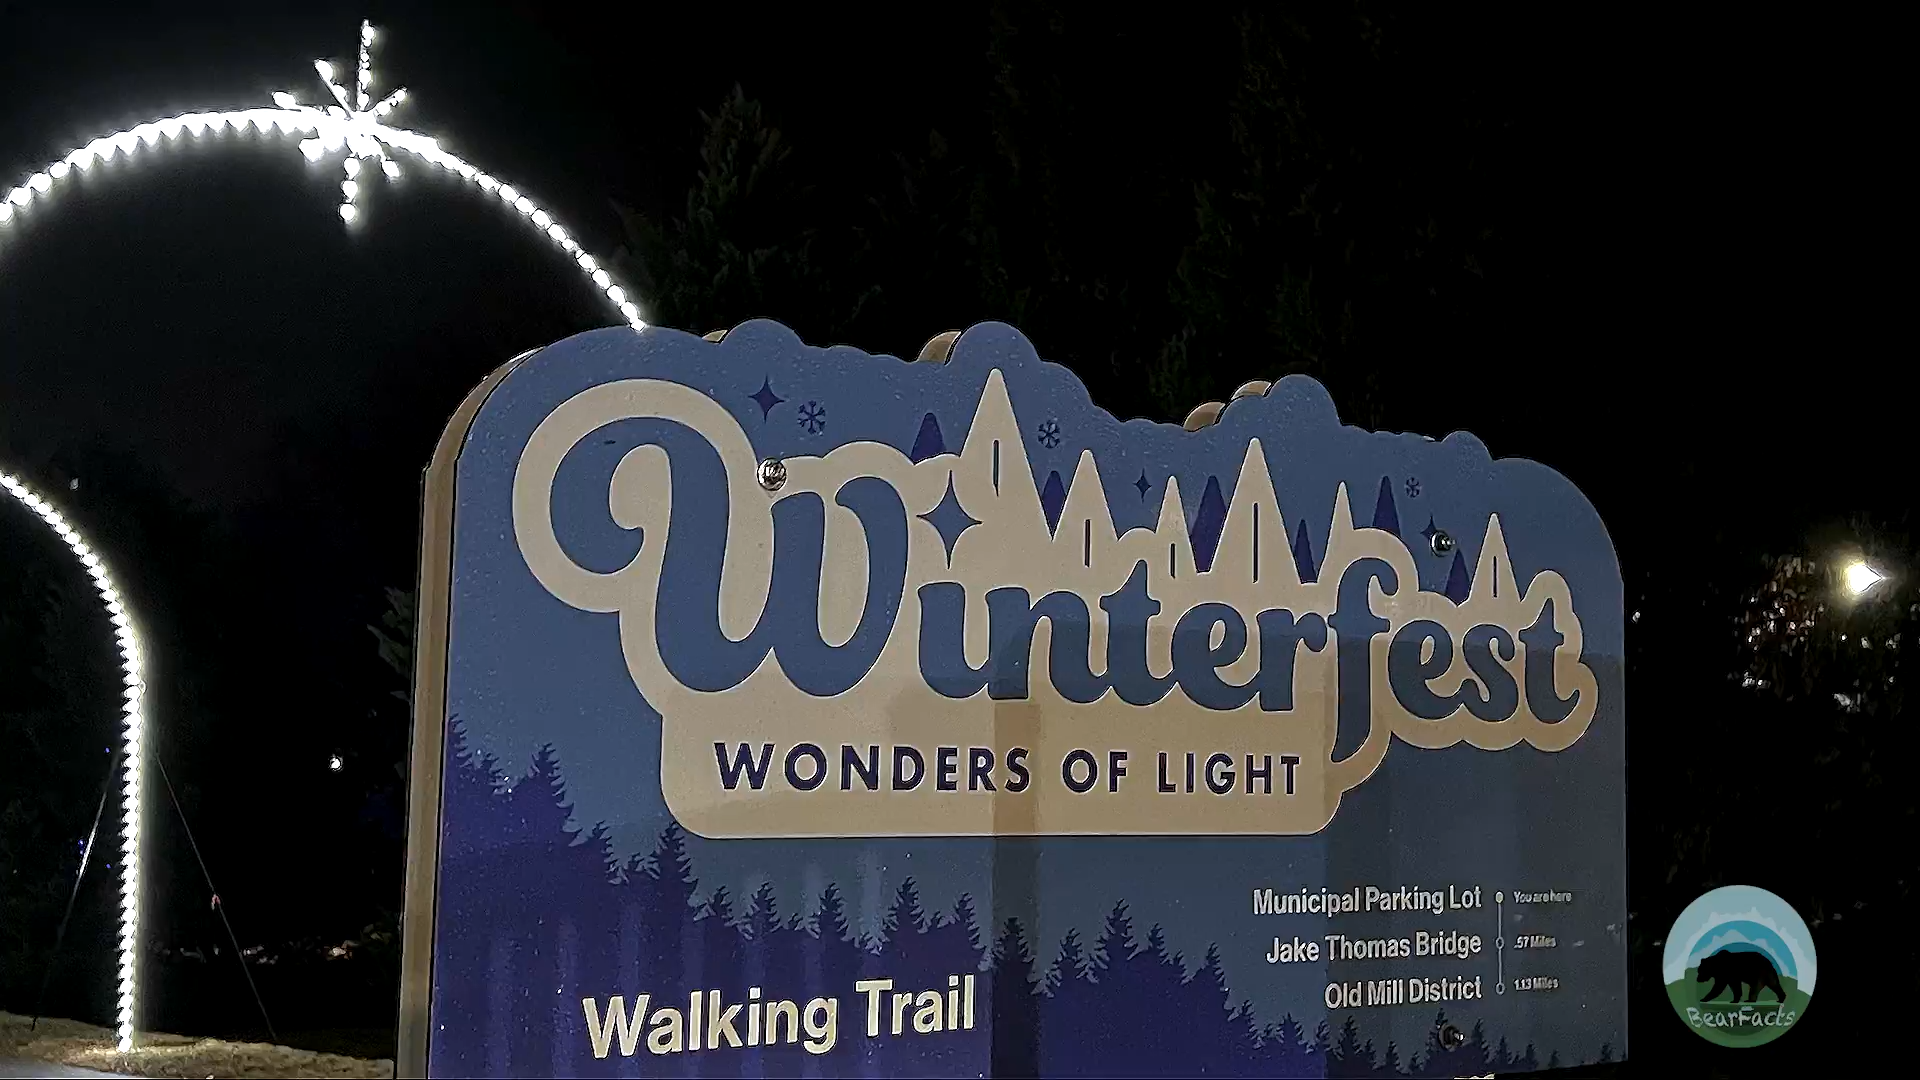 Winterfest
WONDERS OF LIGHT
Municipal Parking Lot You are here
Jake Thomas Bridge .57 Miles
Old Mill District 1.13 Miles
Walking Trail
BearFacts